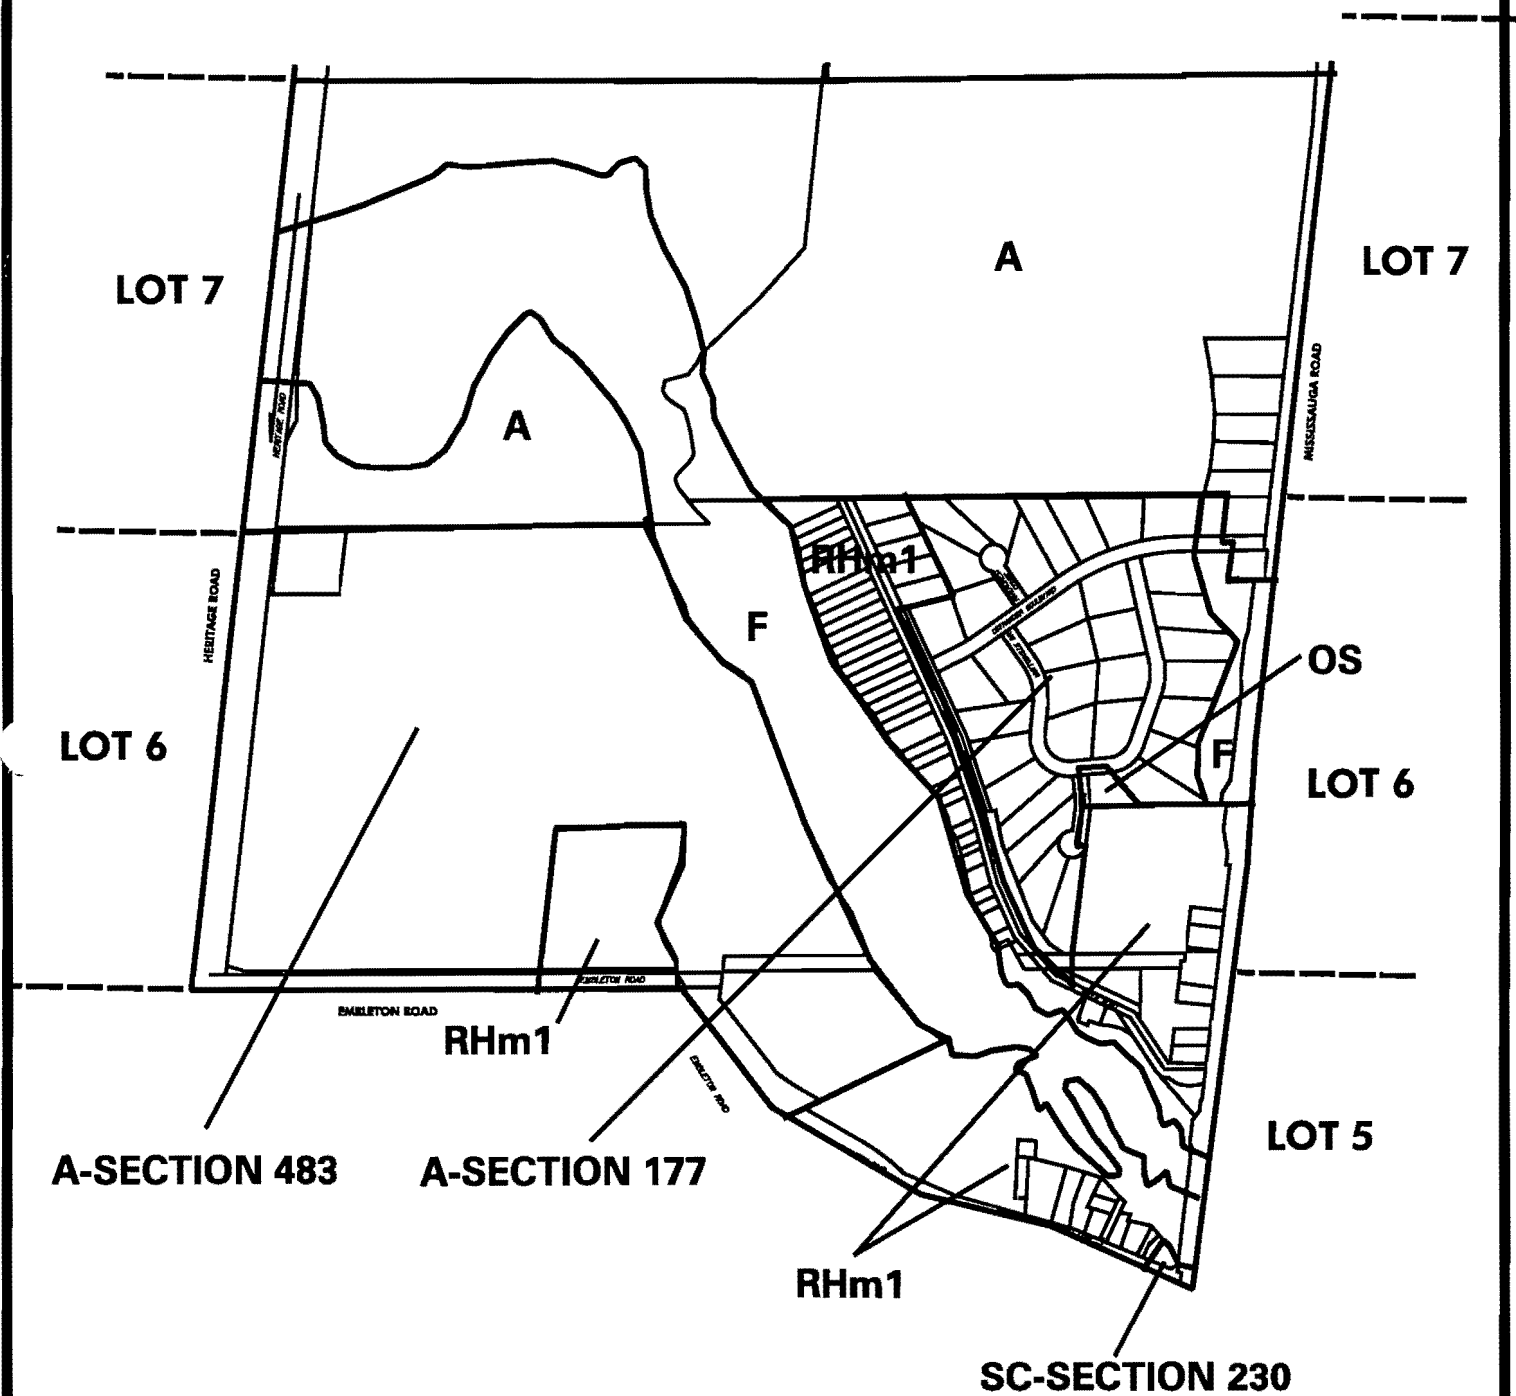 LOT 7
A
LOT 7
MISSISSAUGA ROAD
HERITAGE ROAD
A
RHm1
F
HERITAGE ROAD
OS
LOT 6
F
LOT 6
EMBLETON ROAD
EMBLETON ROAD
RHm1
EMBLETON ROAD
LOT 5
A-SECTION 483
A-SECTION 177
RHm1
SC-SECTION 230